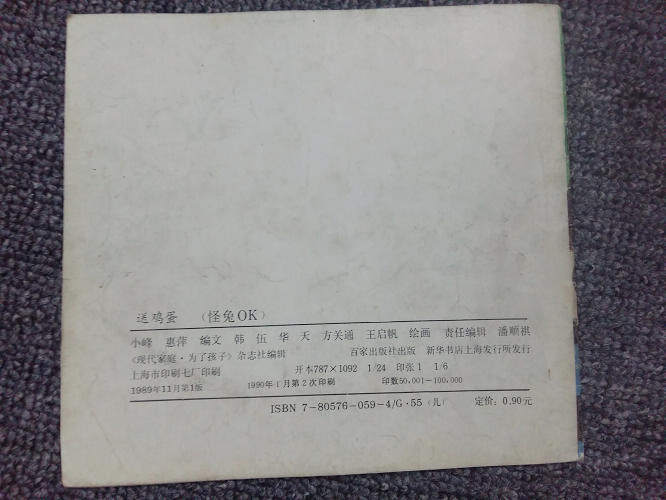 送鸡蛋 (怪兔OK)
小峰 惠萍 编文 韩 伍 华 天 方关通 王启帆 绘画 责任编辑 潘顺祺
《现代家庭·为了孩子》杂志社编辑 百家出版社出版 新华书店上海发行所发行
上海市印刷七厂印刷 开本787×1092 1/24 印张1 1/6
1989年11月第1版 1990年1月第2次印刷 印数50,001-100,000
ISBN 7-80576-059-4/G·55(儿) 定价:0.90元